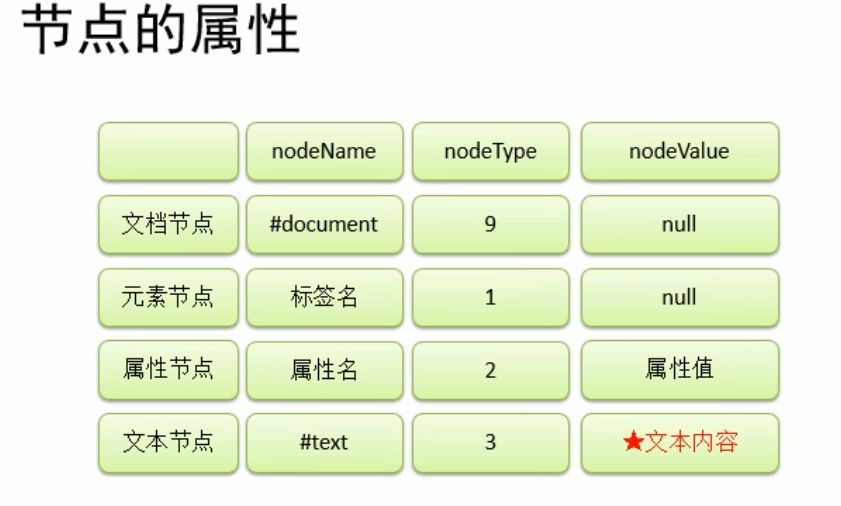 节点的属性
nodeName nodeType nodeValue
文档节点 #document 9 null
元素节点 标签名 1 null
属性节点 属性名 2 属性值
文本节点 #text 3 ★文本内容